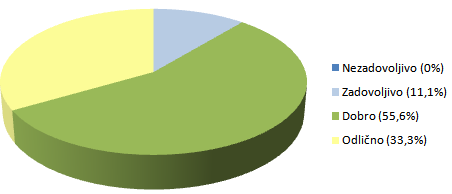 Nezadovoljivo (0%)
Zadovoljivo (11,1%)
Dobro (55,6%)
Odlično (33,3%)